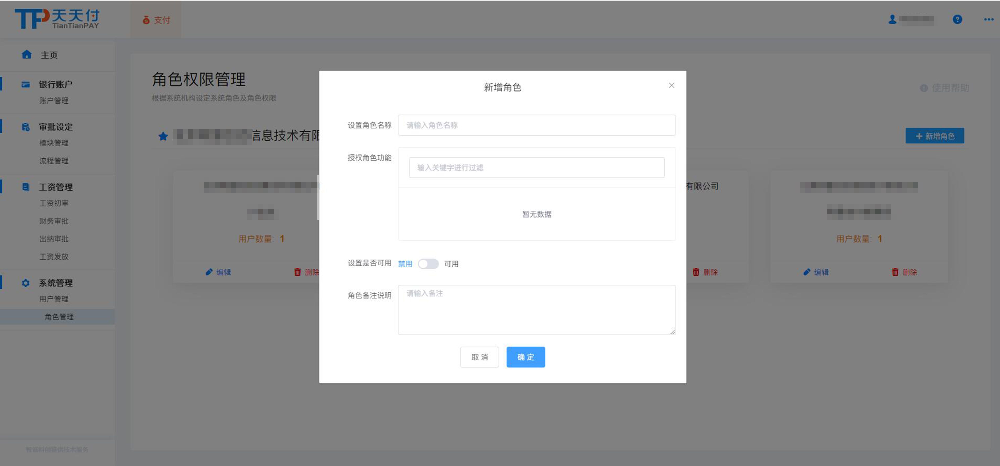 TP 天天付
TianTianPAY
支付
主页
银行账户
账户管理
审批设定
模块管理
流程管理
工资管理
工资初审
财务审批
出纳审批
工资发放
系统管理
用户管理
角色管理
智诚科创提供技术服务
角色权限管理
根据系统机构设定系统角色及角色权限
使用帮助
信息技术有限
新增角色
用户数量: 1
编辑
删除
有限公司
删除
用户数量: 1
编辑
删除
新增角色
设置角色名称
请输入角色名称
授权角色功能
输入关键字进行过滤
暂无数据
设置是否可用
禁用
可用
角色备注说明
请输入备注
取 消
确 定